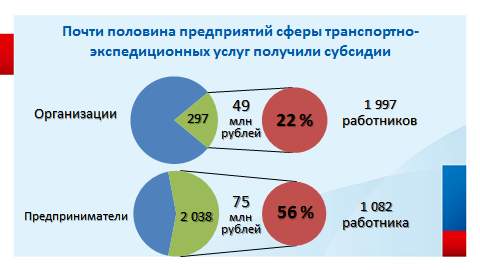 Почти половина предприятий сферы транспортно-
экспедиционных услуг получили субсидии
Организации
297
49
млн
рублей
22 %
1 997
работников
Предприниматели
2 038
75
млн
рублей
56 %
1 082
работника